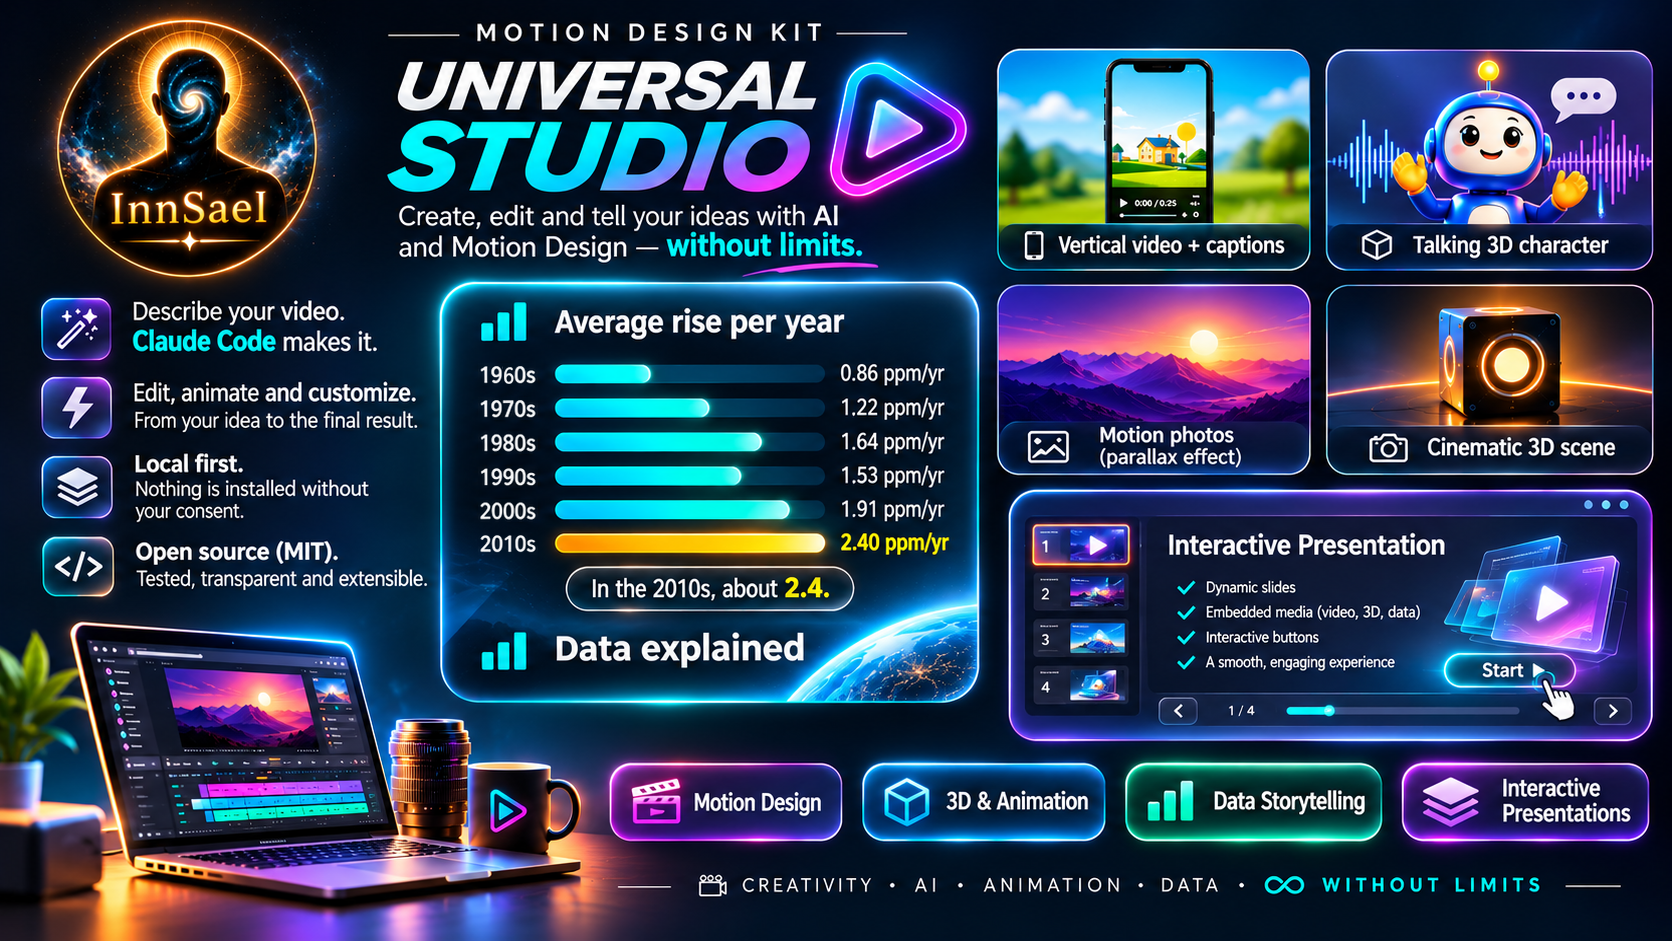 MOTION DESIGN KIT
UNIVERSAL
STUDIO
Create, edit and tell your ideas with AI
and Motion Design — without limits.
InnSaeI
Describe your video.
Claude Code makes it.
Edit, animate and customize.
From your idea to the final result.
Local first.
Nothing is installed without
your consent.
Open source (MIT).
Tested, transparent and extensible.
Average rise per year
1960s 0.86 ppm/yr
1970s 1.22 ppm/yr
1980s 1.64 ppm/yr
1990s 1.53 ppm/yr
2000s 1.91 ppm/yr
2010s 2.40 ppm/yr
In the 2010s, about 2.4.
Data explained
0:00 / 0.25
Vertical video + captions
Talking 3D character
Motion photos
(parallax effect)
Cinematic 3D scene
1
2
3
4
Interactive Presentation
Dynamic slides
Embedded media (video, 3D, data)
Interactive buttons
A smooth, engaging experience
Start
1 / 4
Motion Design
3D & Animation
Data Storytelling
Interactive
Presentations
CREATIVITY • AI • ANIMATION • DATA • WITHOUT LIMITS